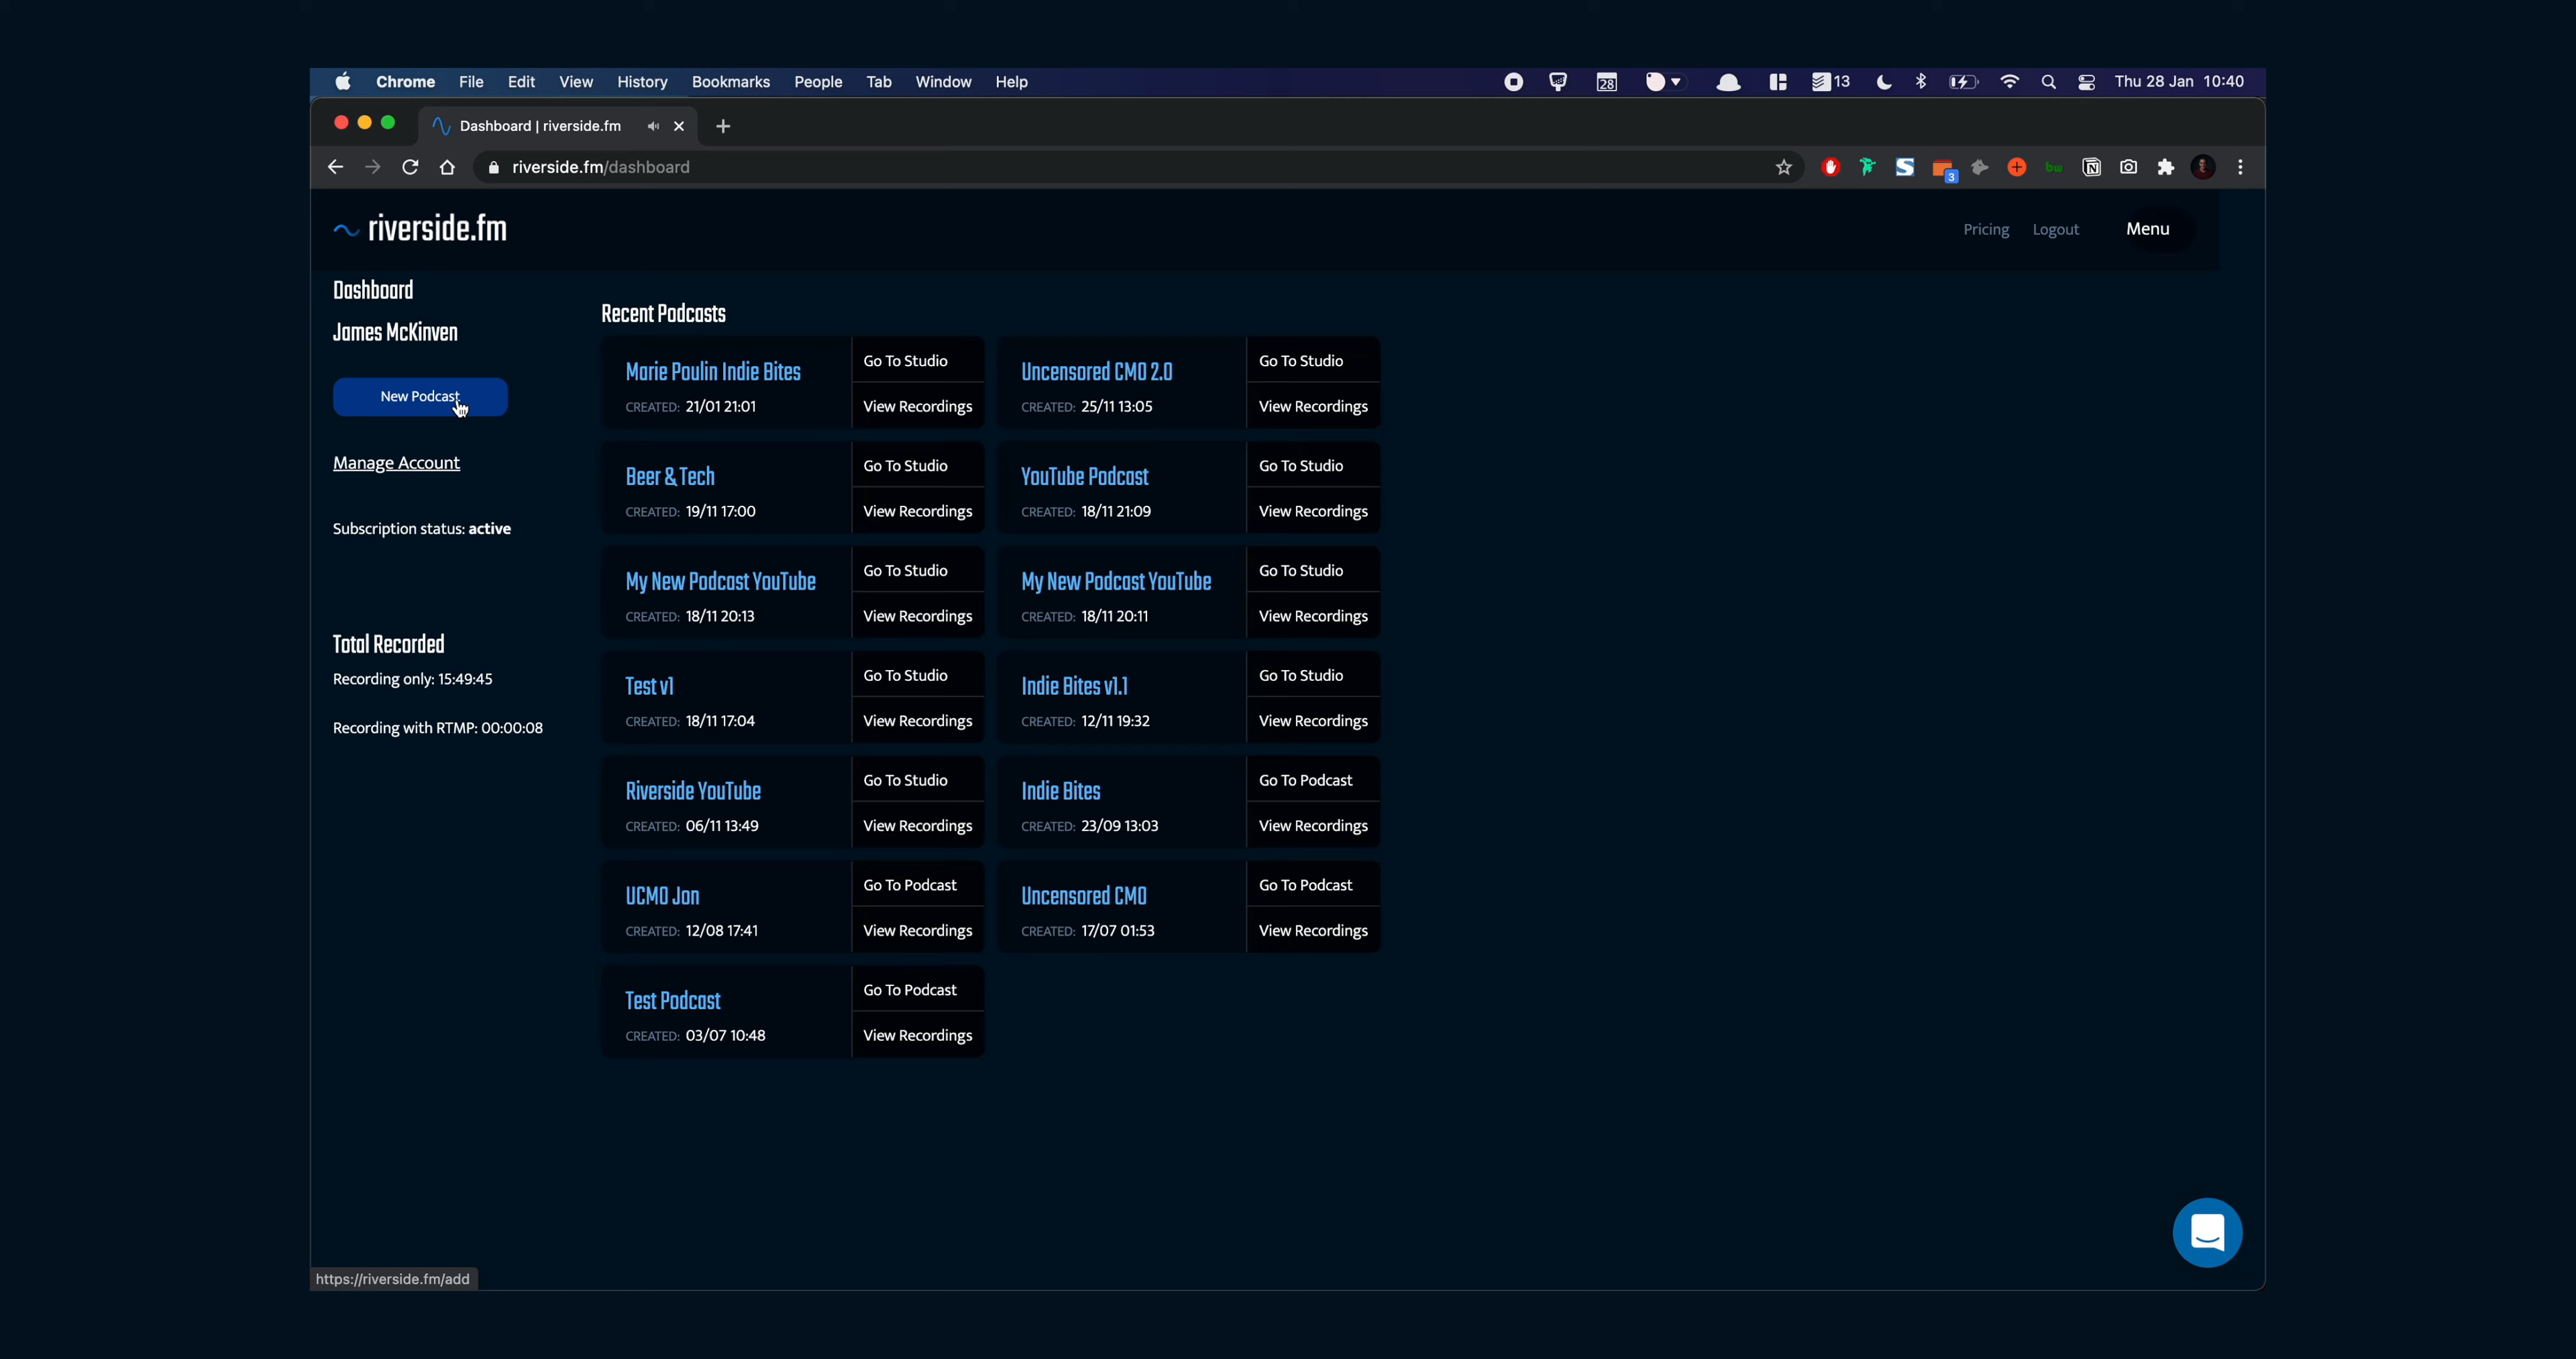 Chrome File Edit View History Bookmarks People Tab Window Help 28 13 Thu 28 Jan 10:40
Dashboard | riverside.fm
riverside.fm/dashboard 3 bw
riverside.fm Pricing Logout Menu
Dashboard
James McKinven
New Podcast
Manage Account
Subscription status: active
Total Recorded
Recording only: 15:49:45
Recording with RTMP: 00:00:08
Recent Podcasts
Marie Poulin Indie Bites
CREATED: 21/01 21:01
Go To Studio
View Recordings
Uncensored CMO 2.0
CREATED: 25/11 13:05
Go To Studio
View Recordings
Beer & Tech
CREATED: 19/11 17:00
Go To Studio
View Recordings
YouTube Podcast
CREATED: 18/11 21:09
Go To Studio
View Recordings
My New Podcast YouTube
CREATED: 18/11 20:13
Go To Studio
View Recordings
My New Podcast YouTube
CREATED: 18/11 20:11
Go To Studio
View Recordings
Test v1
CREATED: 18/11 17:04
Go To Studio
View Recordings
Indie Bites v1.1
CREATED: 12/11 19:32
Go To Studio
View Recordings
Riverside YouTube
CREATED: 06/11 13:49
Go To Studio
View Recordings
Indie Bites
CREATED: 23/09 13:03
Go To Podcast
View Recordings
UCMO Jon
CREATED: 12/08 17:41
Go To Podcast
View Recordings
Uncensored CMO
CREATED: 17/07 01:53
Go To Podcast
View Recordings
Test Podcast
CREATED: 03/07 10:48
Go To Podcast
View Recordings
https://riverside.fm/add